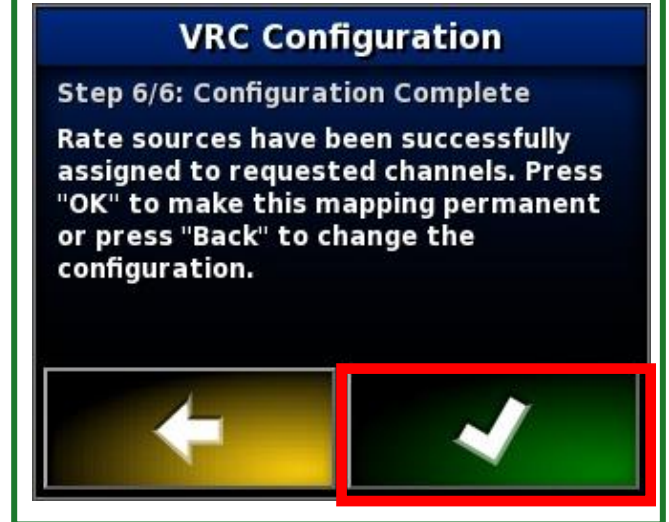 VRC Configuration
Step 6/6: Configuration Complete
Rate sources have been successfully
assigned to requested channels. Press
"OK" to make this mapping permanent
or press "Back" to change the
configuration.